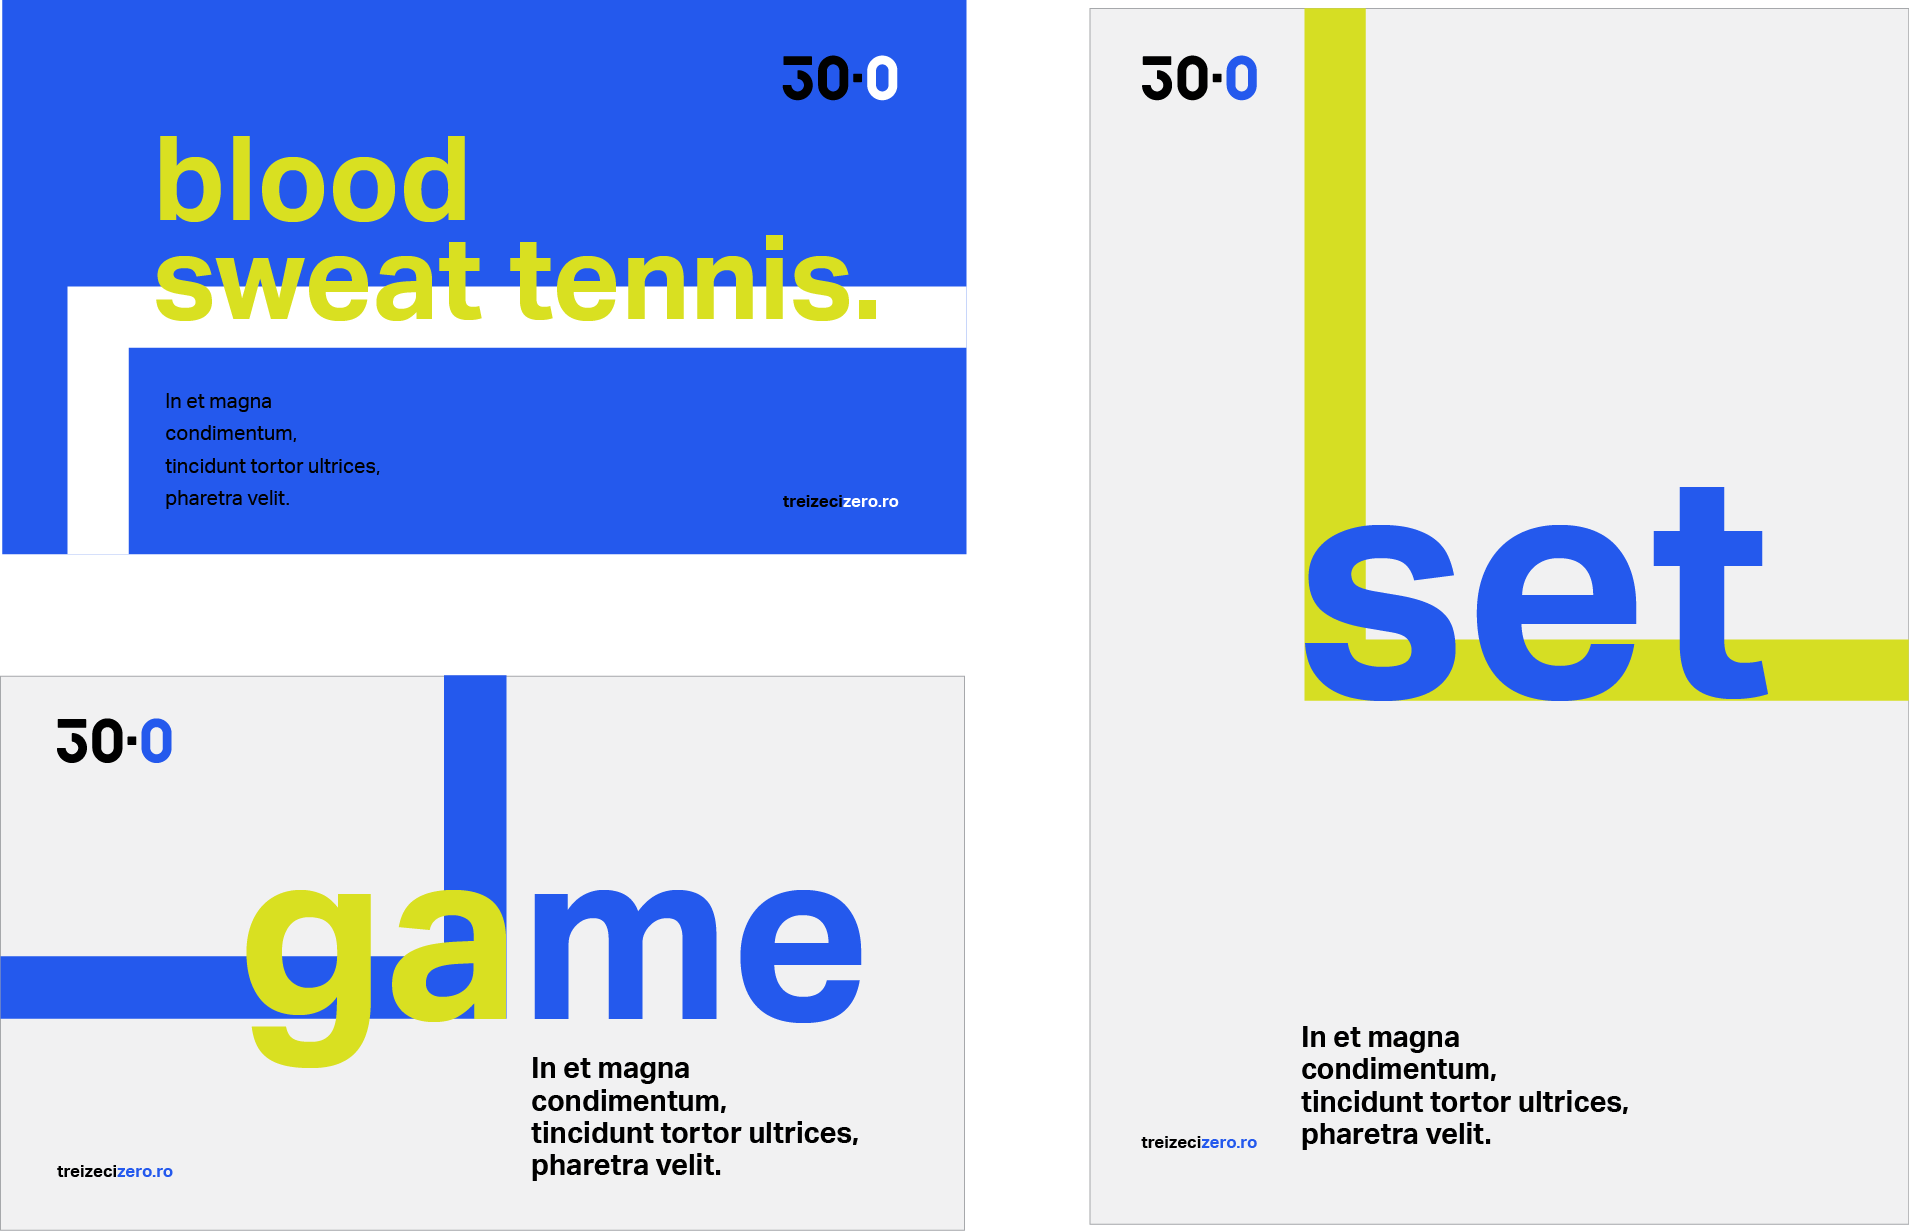 30·0
blood
sweat tennis.
In et magna
condimentum,
tincidunt tortor ultrices,
pharetra velit.
treizecizero.ro
30·0
game
In et magna
condimentum,
tincidunt tortor ultrices,
pharetra velit.
treizecizero.ro
30·0
set
In et magna
condimentum,
tincidunt tortor ultrices,
pharetra velit.
treizecizero.ro